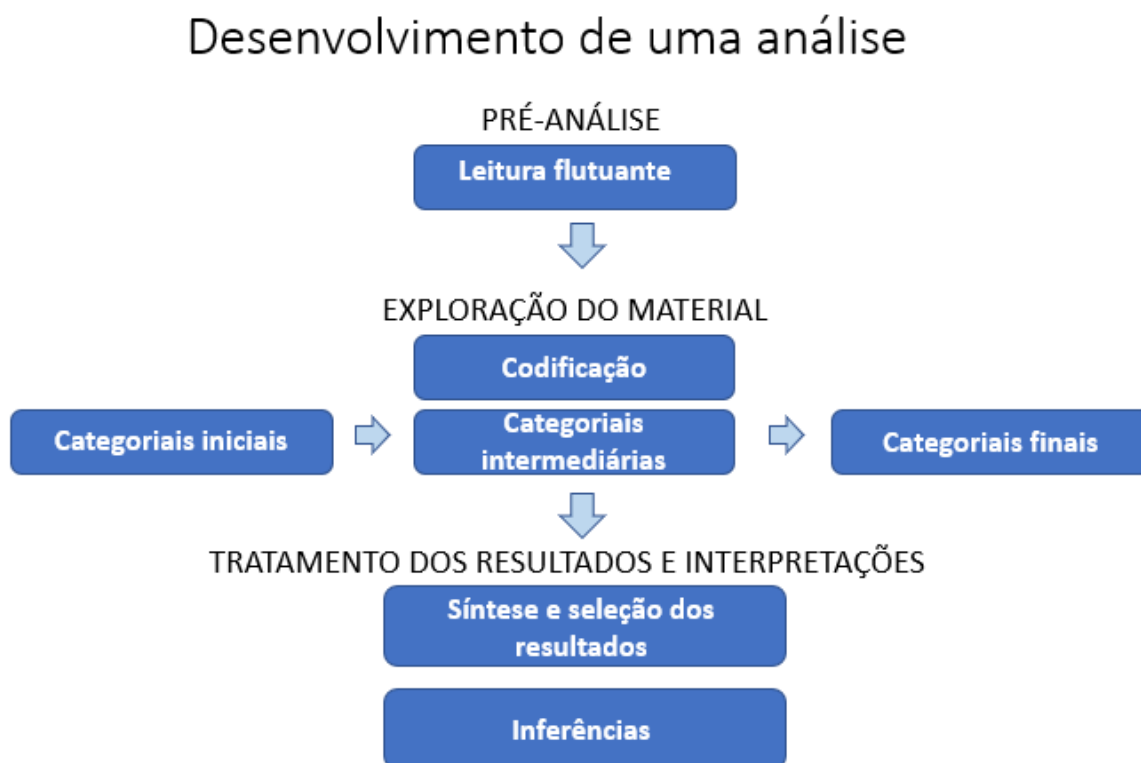 Desenvolvimento de uma análise
PRÉ-ANÁLISE
Leitura flutuante
EXPLORAÇÃO DO MATERIAL
Codificação
Categoriais iniciais
Categoriais
intermediárias
Categoriais finais
TRATAMENTO DOS RESULTADOS E INTERPRETAÇÕES
Síntese e seleção dos
resultados
Inferências